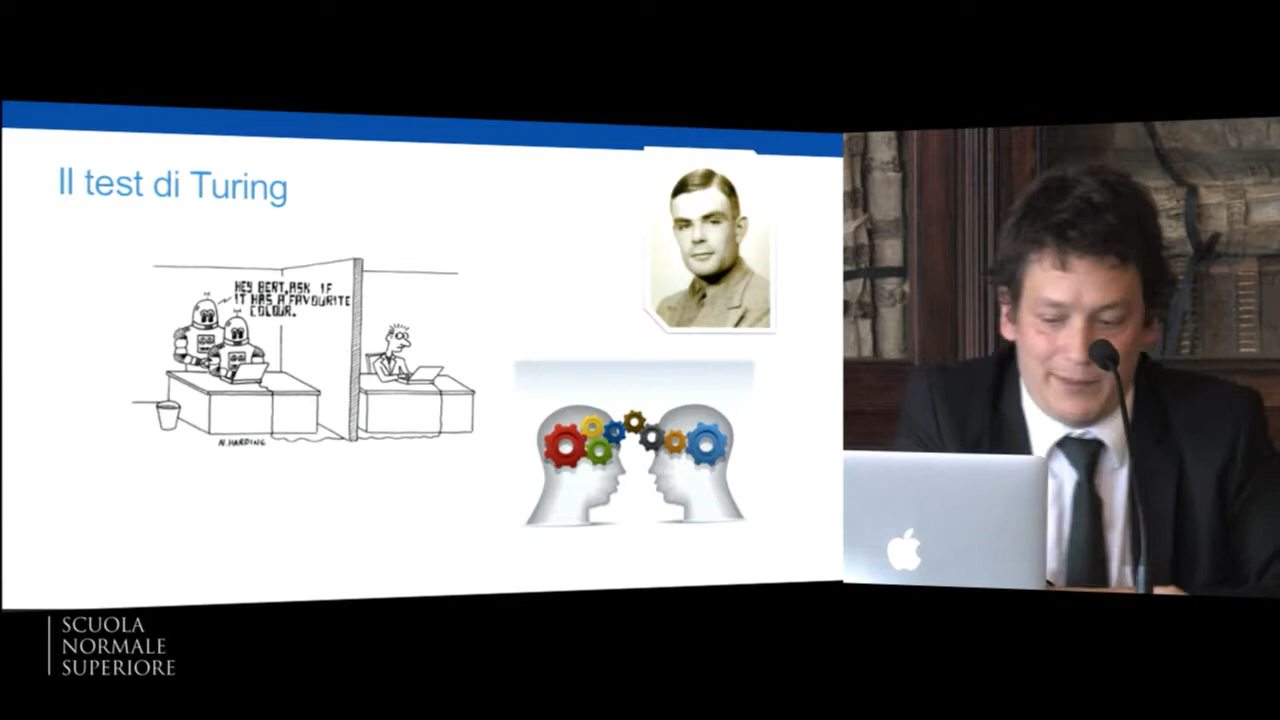 Il test di Turing
HEY BERT, ASK IF
IT HAS A FAVOURITE
COLOUR.
N. HARDING
SCUOLA
NORMALE
SUPERIORE